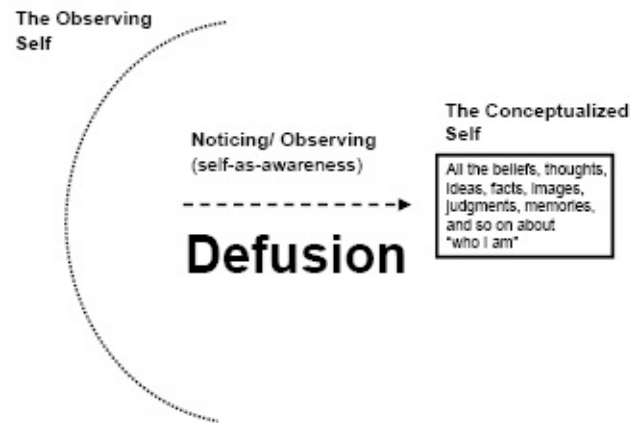 The Observing
Self
Noticing/ Observing
(self-as-awareness)
Defusion
The Conceptualized
Self
All the beliefs, thoughts,
ideas, facts, images,
judgments, memories,
and so on about
"who I am"